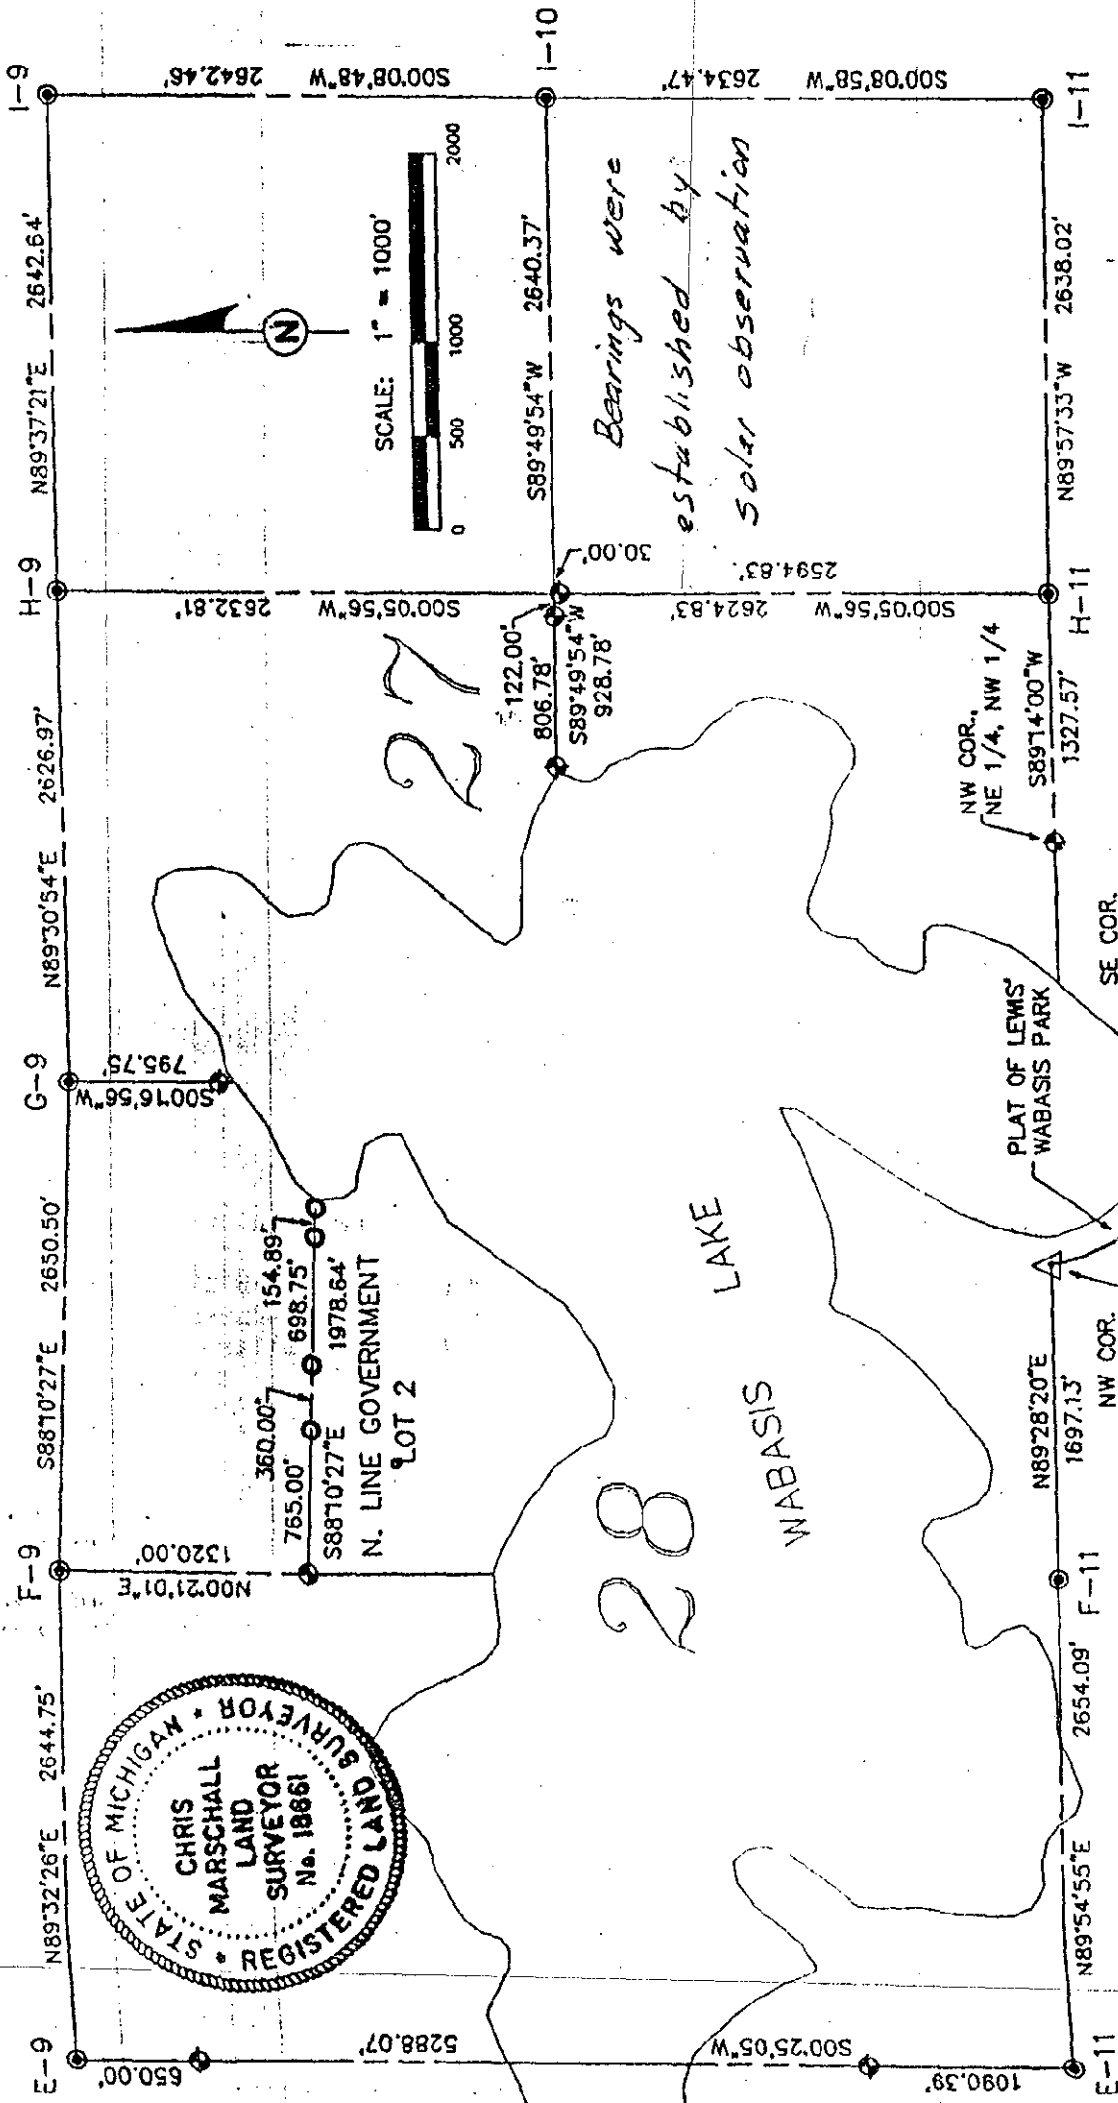 E-9
N89°32'26"E 2644.75'
F-9
S88°10'27"E 2650.50'
G-9
N89°30'54"E 2626.97'
H-9
N89°37'21"E 2642.64'
I-9
650.00'
5288.07'
S00°25'05"W
1090.39'
STATE OF MICHIGAN
CHRIS
MARSCHALL
LAND
SURVEYOR
No. 18661
* REGISTERED LAND SURVEYOR *
N00°21'01"E
1320.00'
360.00'
154.89'
765.00'
698.75'
S88°10'27"E 1978.64'
N. LINE GOVERNMENT
LOT 2
S00°16'56"W
795.75'
27
S00°05'56"W 2632.81'
N
SCALE: 1" = 1000'
0 500 1000 2000
S00°08'48"W 2642.46'
I-10
122.00'
806.78'
S89°49'54"W
928.78'
30.00'
S89°49'54"W 2640.37'
Bearings were
established by
solar observation
S00°05'56"W 2624.83'
2594.83'
S00°08'58"W 2634.47'
28
WABASIS LAKE
NW COR.,
NE 1/4, NW 1/4
S89°14'00"W
1327.57'
N89°57'33"W 2638.02'
PLAT OF LEWIS'
WABASIS PARK
N89°28'20"E
1697.13'
N89°54'55"E 2654.09'
E-11
F-11
NW COR.
SE COR.
H-11
I-11